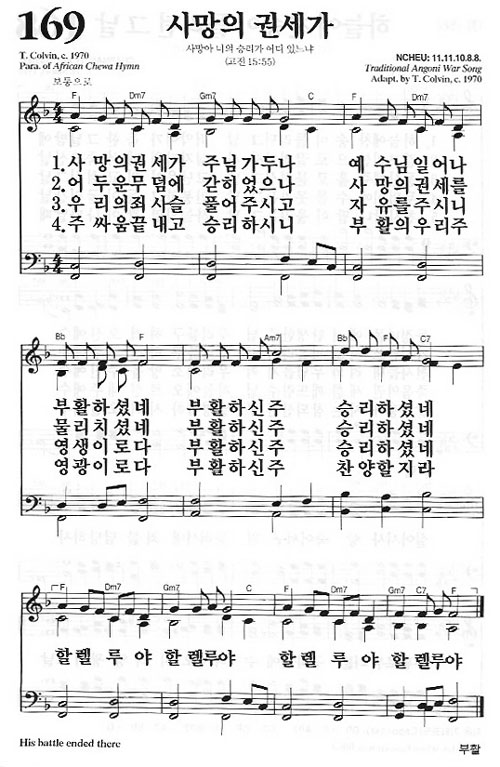 169
사망의 권세가
T. Colvin, c. 1970
Para. of African Chewa Hymn
사망아 너의 승리가 어디 있느냐
(고전 15:55)
NCHEU: 11.11.10.8.8.
Traditional Angoni War Song
Adapt. by T. Colvin, c. 1970
보통으로
F Dm7 Gm7 C F Dm7 Gm7 C
1.사 망의권세가 주님가두나 예 수님일어나
2.어 두운무덤에 갇히었으나 사 망의권세를
3.우 리의죄사슬 풀어주시고 자 유를주시니
4.주 싸움끝내고 승리하시니 부 활의우리주
Bb F Am7 Bb F C7
부활하셨네 부활하신주 승리하셨네
물리치셨네 부활하신주 승리하셨네
영생이로다 부활하신주 승리하셨네
영광이로다 부활하신주 찬양할지라
F Dm7 Gm7 C F Dm7 Gm7 C7 F
할렐 루 야 할렐루야 할렐 루 야 할렐루야
His battle ended there
부활